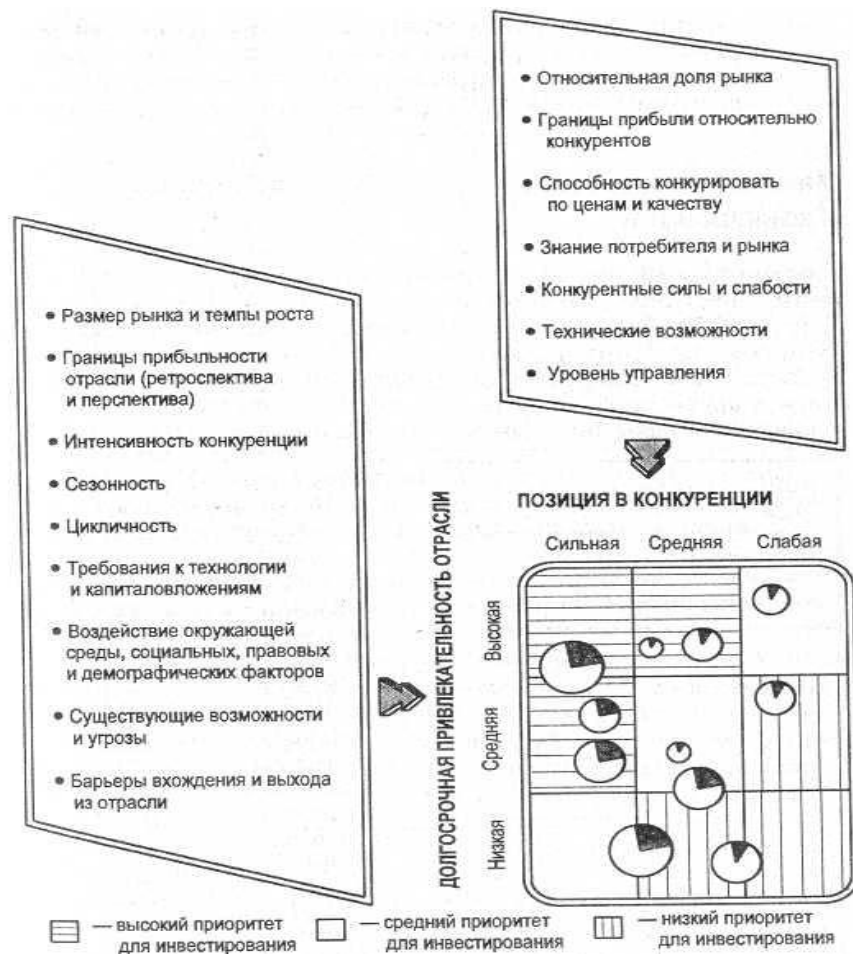 • Относительная доля рынка
• Границы прибыли относительно
конкурентов
• Способность конкурировать
по ценам и качеству
• Знание потребителя и рынка
• Конкурентные силы и слабости
• Технические возможности
• Уровень управления
• Размер рынка и темпы роста
• Границы прибыльности
отрасли (ретроспектива
и перспектива)
• Интенсивность конкуренции
• Сезонность
• Цикличность
• Требования к технологии
и капиталовложениям
• Воздействие окружающей
среды, социальных, правовых
и демографических факторов
• Существующие возможности
и угрозы
• Барьеры вхождения и выхода
из отрасли
ДОЛГОСРОЧНАЯ ПРИВЛЕКАТЕЛЬНОСТЬ ОТРАСЛИ
ПОЗИЦИЯ В КОНКУРЕНЦИИ
Сильная Средняя Слабая
Высокая
Средняя
Низкая
— высокий приоритет
для инвестирования
— средний приоритет
для инвестирования
— низкий приоритет
для инвестирования